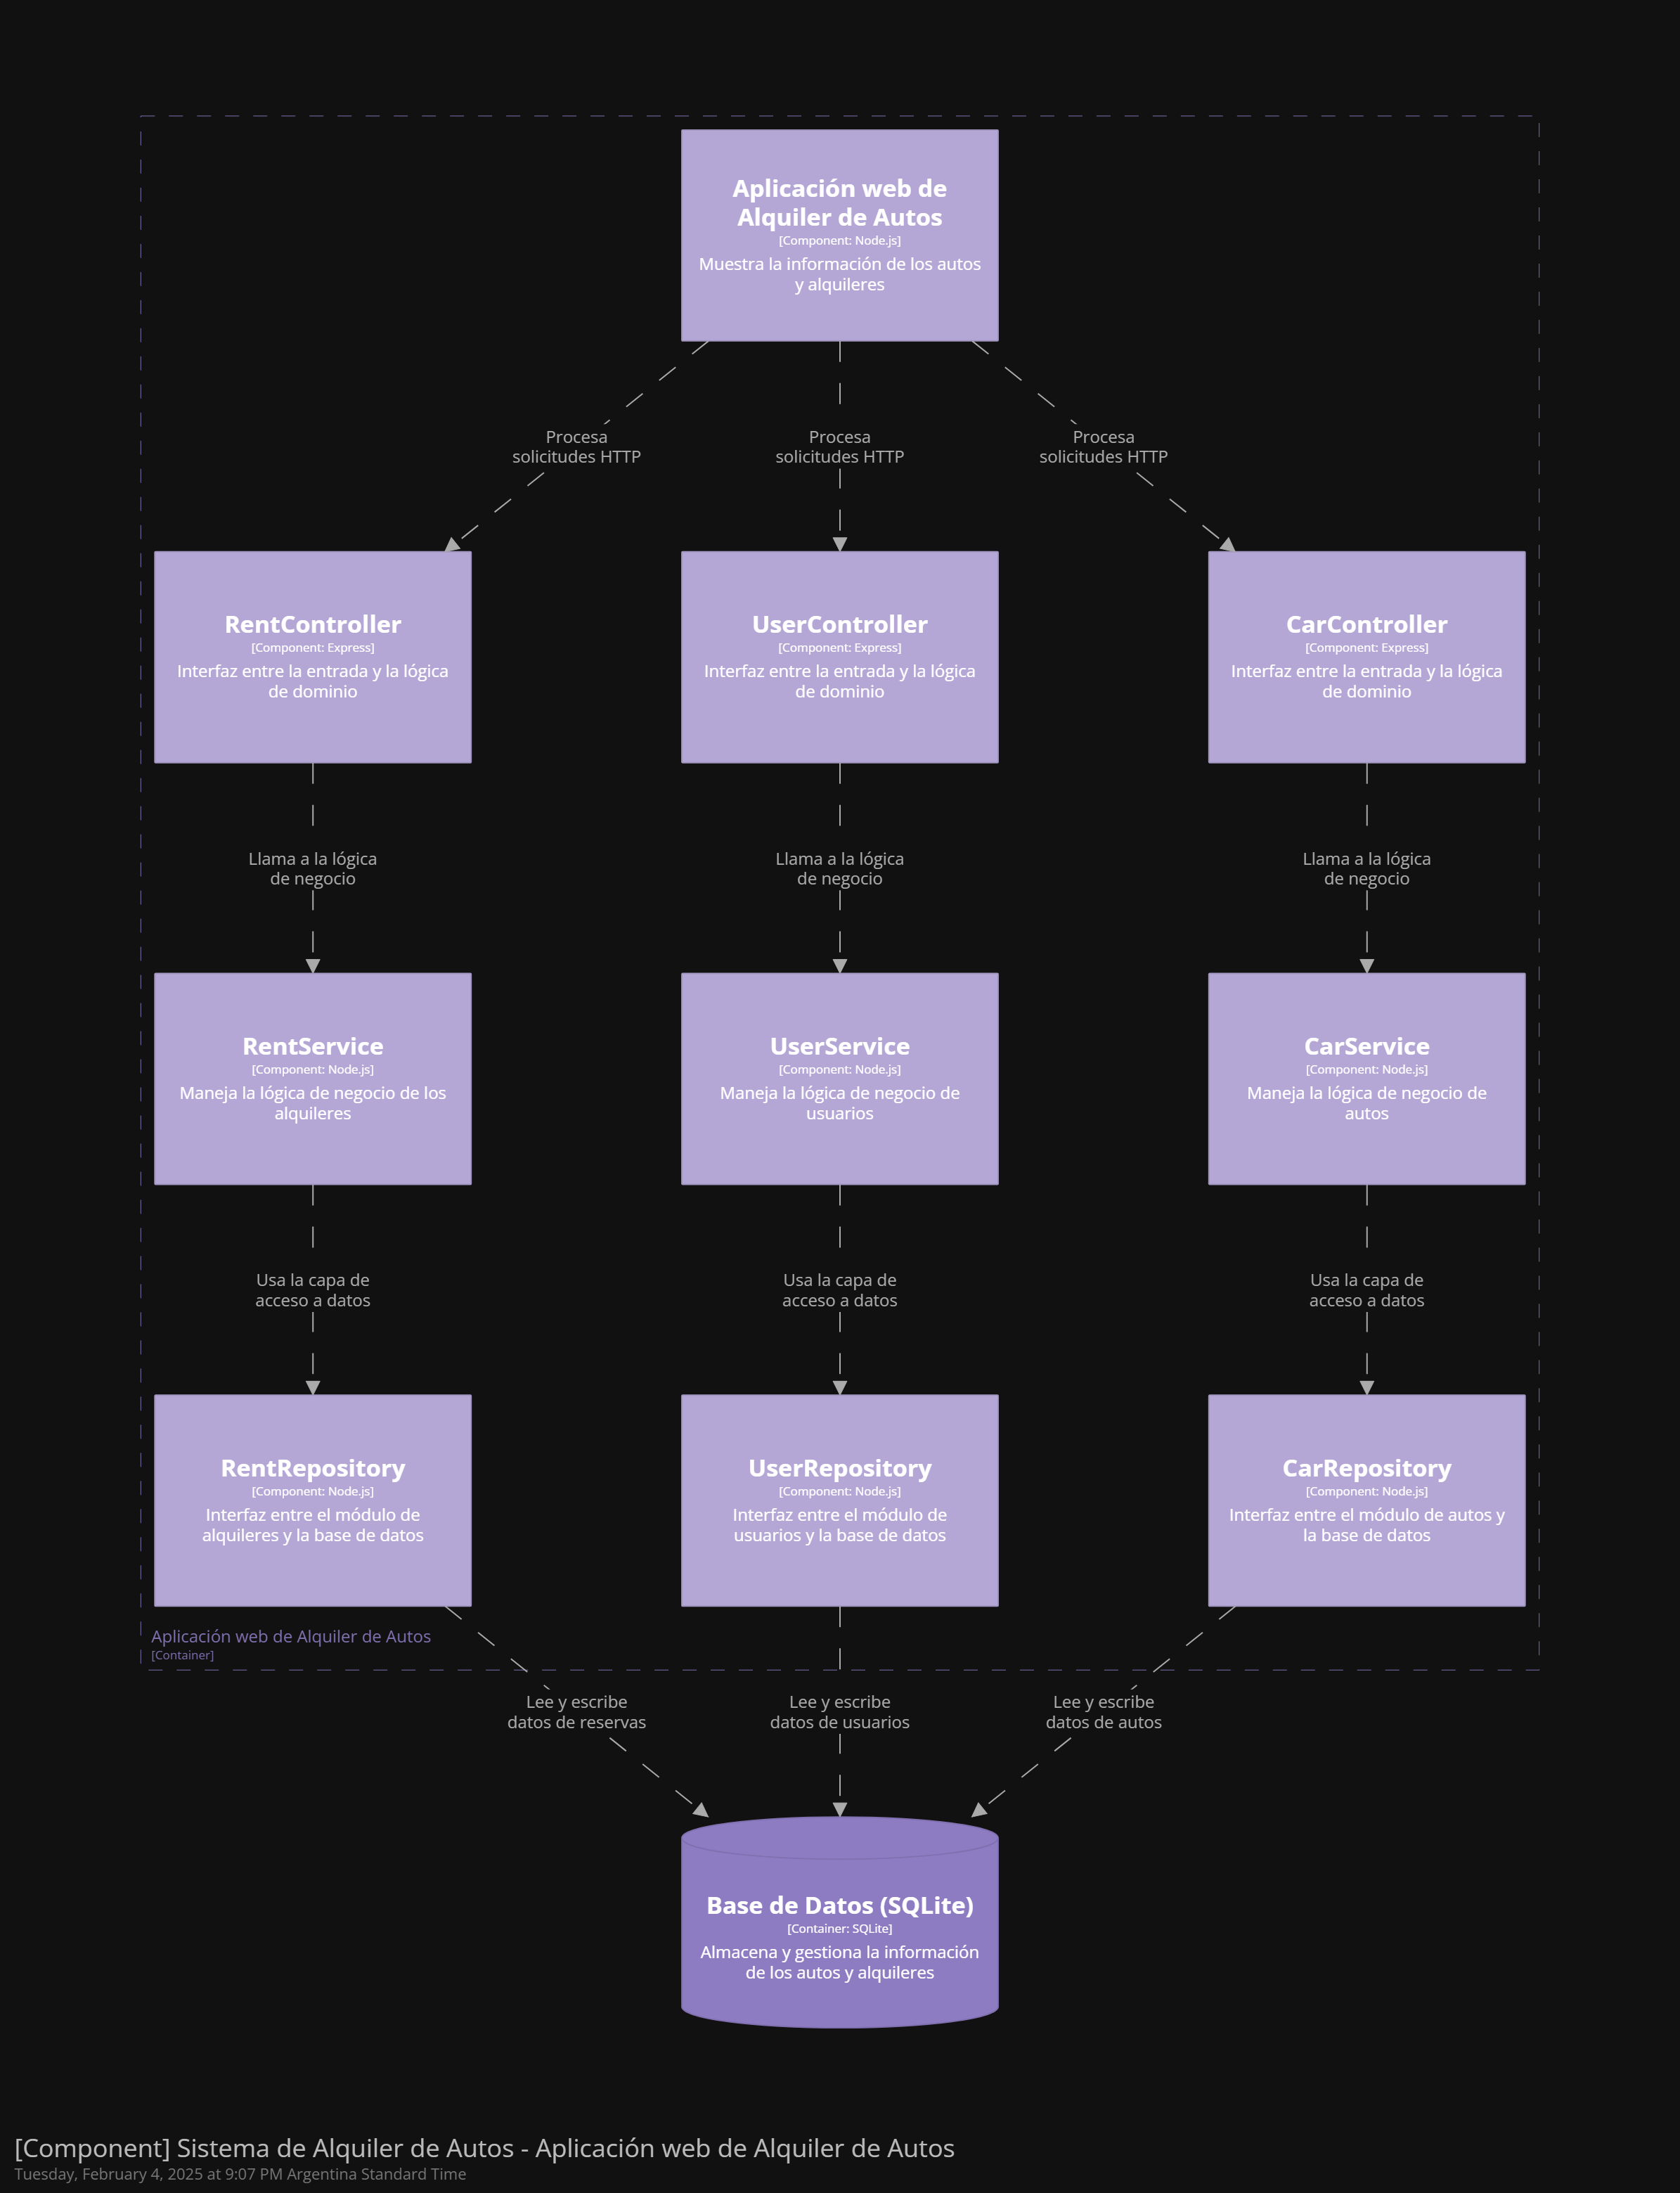 Aplicación web de
Alquiler de Autos
[Component: Node.js]
Muestra la información de los autos
y alquileres
Procesa
solicitudes HTTP
Procesa
solicitudes HTTP
Procesa
solicitudes HTTP
RentController
[Component: Express]
Interfaz entre la entrada y la lógica
de dominio
UserController
[Component: Express]
Interfaz entre la entrada y la lógica
de dominio
CarController
[Component: Express]
Interfaz entre la entrada y la lógica
de dominio
Llama a la lógica
de negocio
Llama a la lógica
de negocio
Llama a la lógica
de negocio
RentService
[Component: Node.js]
Maneja la lógica de negocio de los
alquileres
UserService
[Component: Node.js]
Maneja la lógica de negocio de
usuarios
CarService
[Component: Node.js]
Maneja la lógica de negocio de
autos
Usa la capa de
acceso a datos
Usa la capa de
acceso a datos
Usa la capa de
acceso a datos
RentRepository
[Component: Node.js]
Interfaz entre el módulo de
alquileres y la base de datos
UserRepository
[Component: Node.js]
Interfaz entre el módulo de
usuarios y la base de datos
CarRepository
[Component: Node.js]
Interfaz entre el módulo de autos y
la base de datos
Aplicación web de Alquiler de Autos
[Container]
Lee y escribe
datos de reservas
Lee y escribe
datos de usuarios
Lee y escribe
datos de autos
Base de Datos (SQLite)
[Container: SQLite]
Almacena y gestiona la información
de los autos y alquileres
[Component] Sistema de Alquiler de Autos - Aplicación web de Alquiler de Autos
Tuesday, February 4, 2025 at 9:07 PM Argentina Standard Time